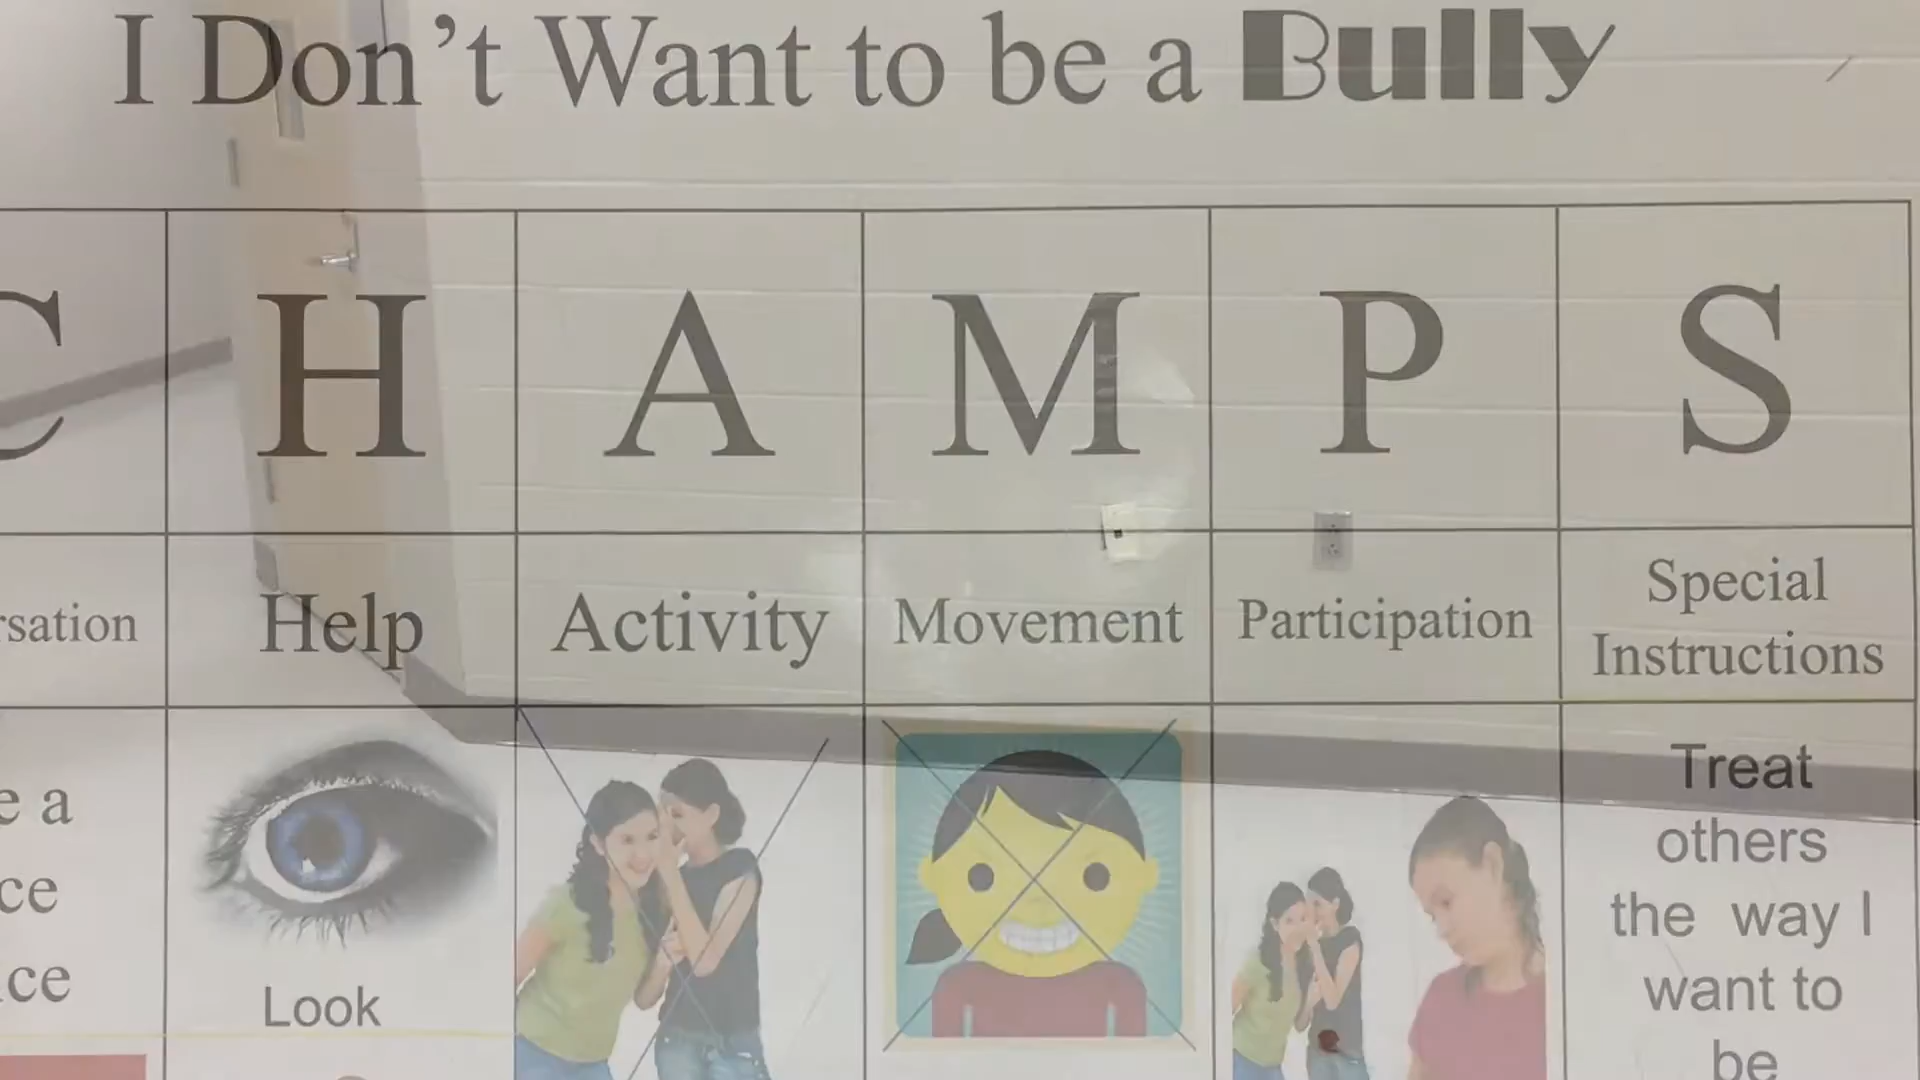 I Don't Want to be a Bully
C H A M P S
rsation Help Activity Movement Participation Special Instructions
e a
ce
ce
Look
Treat
others
the way I
want to
be